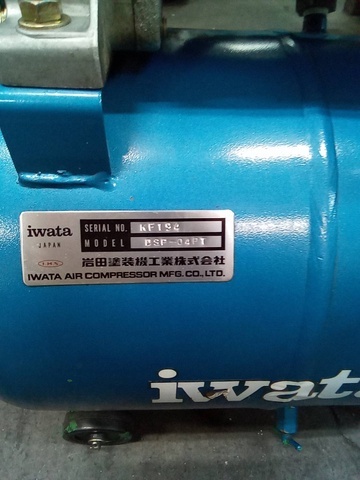 iwata
JAPAN
SERIAL NO. KF194
MODEL BSP-04PT
岩田塗装機工業株式会社
IWATA AIR COMPRESSOR MFG. CO., LTD.
iwata